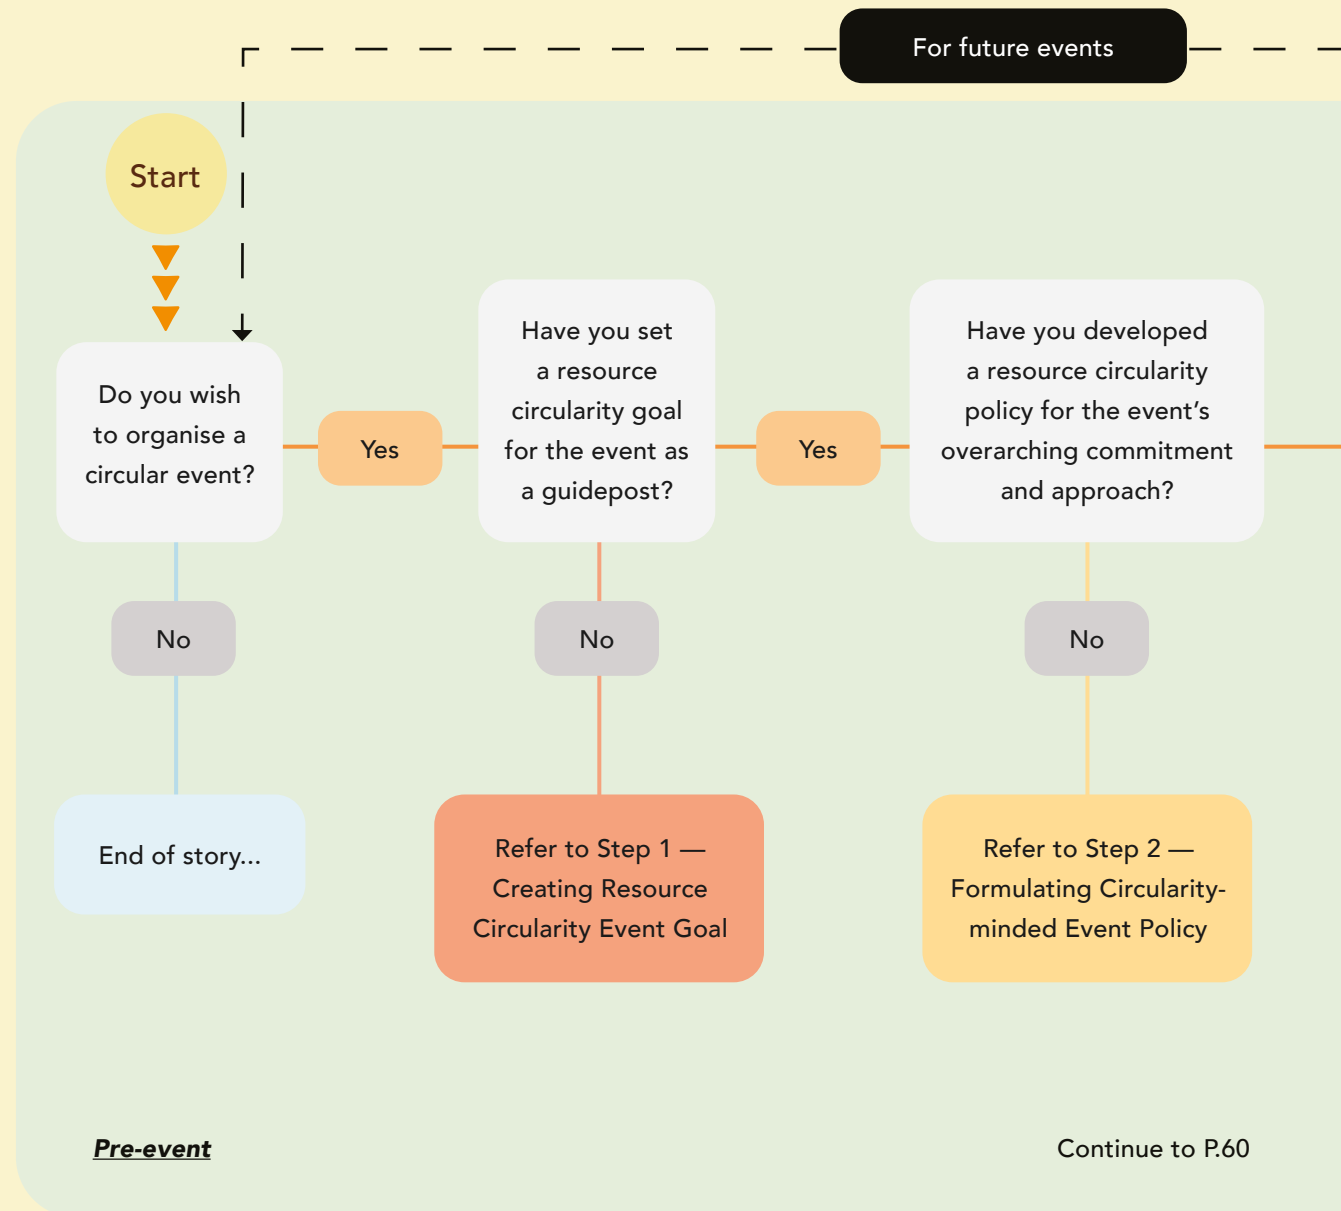 For future events
Start
Do you wish
to organise a
circular event?
Yes
Have you set
a resource
circularity goal
for the event as
a guidepost?
Yes
Have you developed
a resource circularity
policy for the event’s
overarching commitment
and approach?
No
No
No
End of story...
Refer to Step 1 —
Creating Resource
Circularity Event Goal
Refer to Step 2 —
Formulating Circularity-
minded Event Policy
Pre-event
Continue to P.60